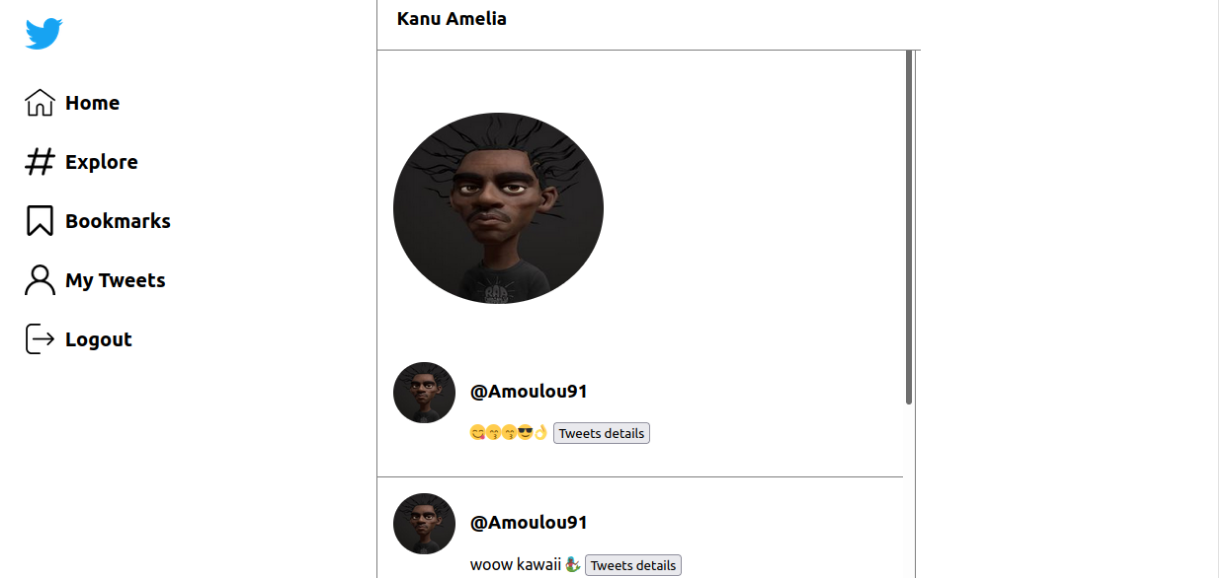 Kanu Amelia
Home
Explore
Bookmarks
My Tweets
Logout
@Amoulou91
😋😙😙😎👌 Tweets details
@Amoulou91
woow kawaii 🧜‍♂️ Tweets details